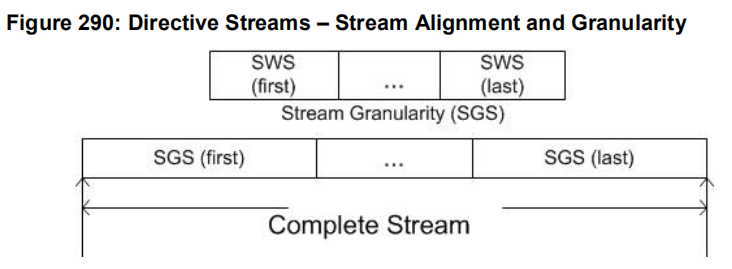 Figure 290: Directive Streams – Stream Alignment and Granularity
SWS (first) ... SWS (last)
Stream Granularity (SGS)
SGS (first) ... SGS (last)
Complete Stream